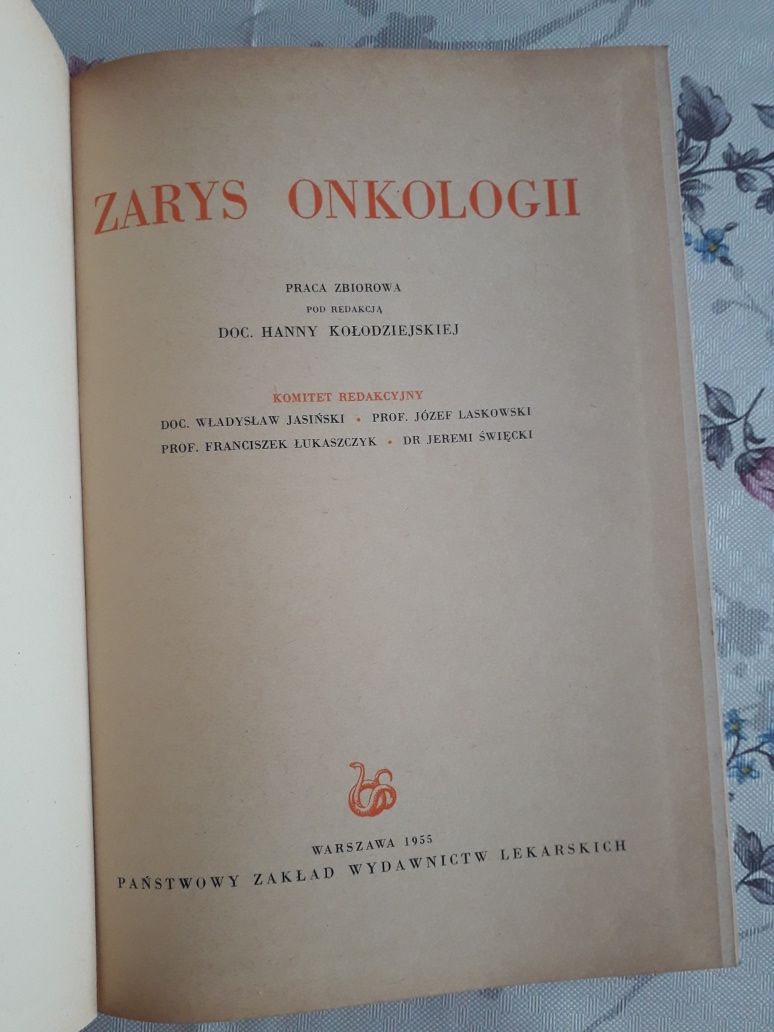 ZARYS ONKOLOGII
PRACA ZBIOROWA
POD REDAKCJĄ
DOC. HANNY KOŁODZIEJSKIEJ
KOMITET REDAKCYJNY
DOC. WŁADYSŁAW JASIŃSKI • PROF. JÓZEF LASKOWSKI
PROF. FRANCISZEK ŁUKASZCZYK • DR JEREMI ŚWIĘCKI
WARSZAWA 1955
PAŃSTWOWY ZAKŁAD WYDAWNICTW LEKARSKICH